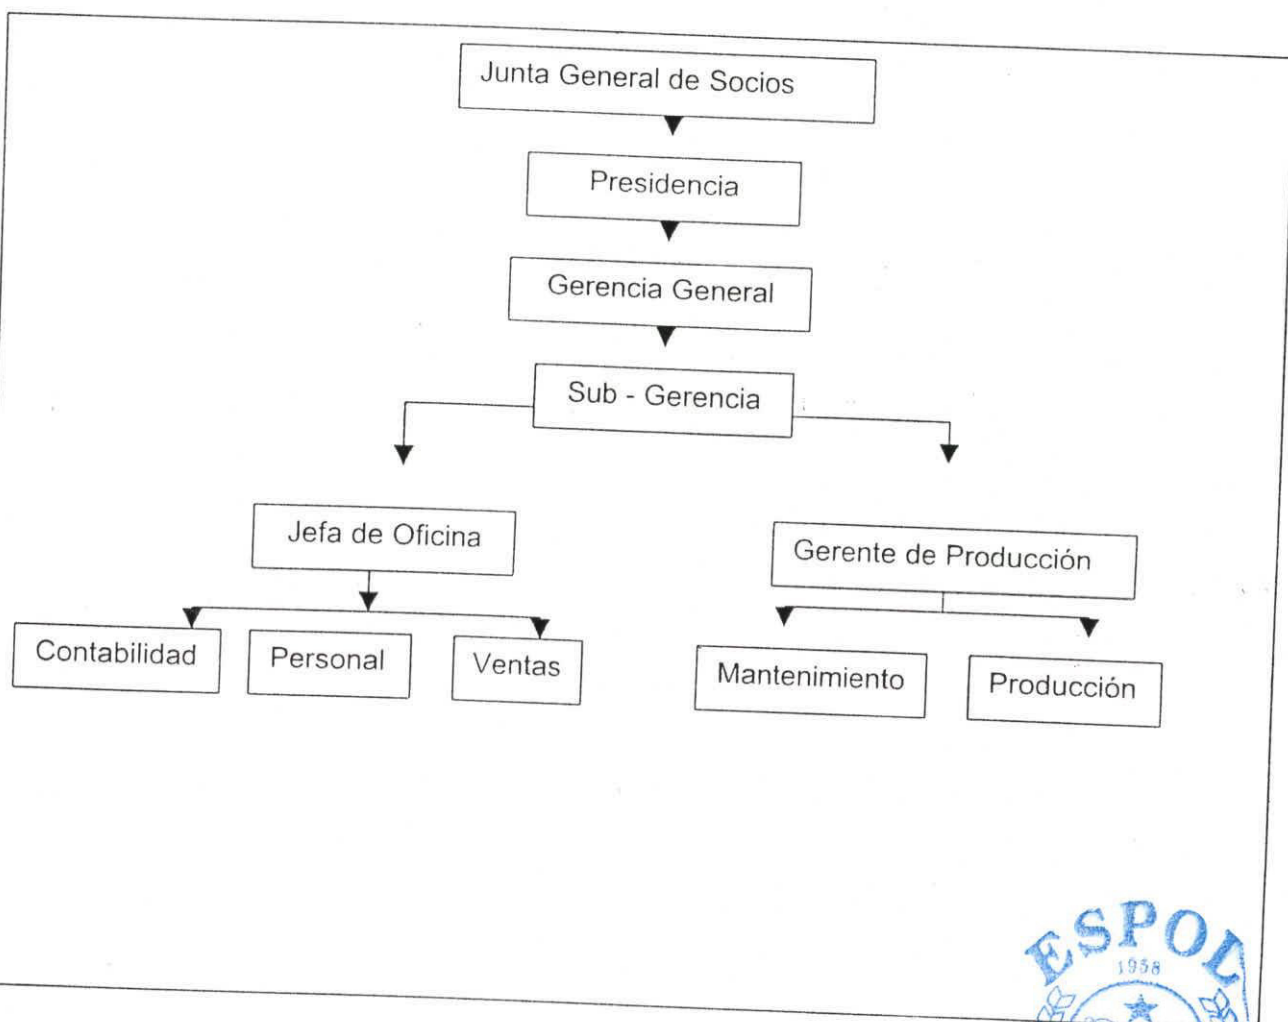 Junta General de Socios
Presidencia
Gerencia General
Sub - Gerencia
Jefa de Oficina
Gerente de Producción
Contabilidad
Personal
Ventas
Mantenimiento
Producción
ESPOL
1958